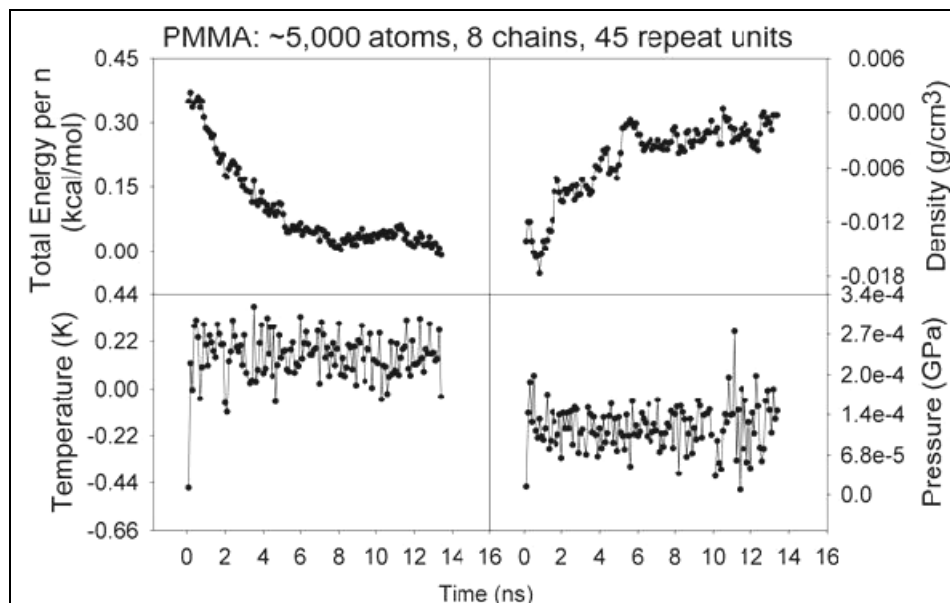 PMMA: ~5,000 atoms, 8 chains, 45 repeat units
Total Energy per n
(kcal/mol)
0.45
0.30
0.15
0.00
0.006
0.000
-0.006
-0.012
-0.018
Density (g/cm3)
Temperature (K)
0.44
0.22
0.00
-0.22
-0.44
-0.66
3.4e-4
2.7e-4
2.0e-4
1.4e-4
6.8e-5
0.0
Pressure (GPa)
0 2 4 6 8 10 12 14 16
0 2 4 6 8 10 12 14 16
Time (ns)